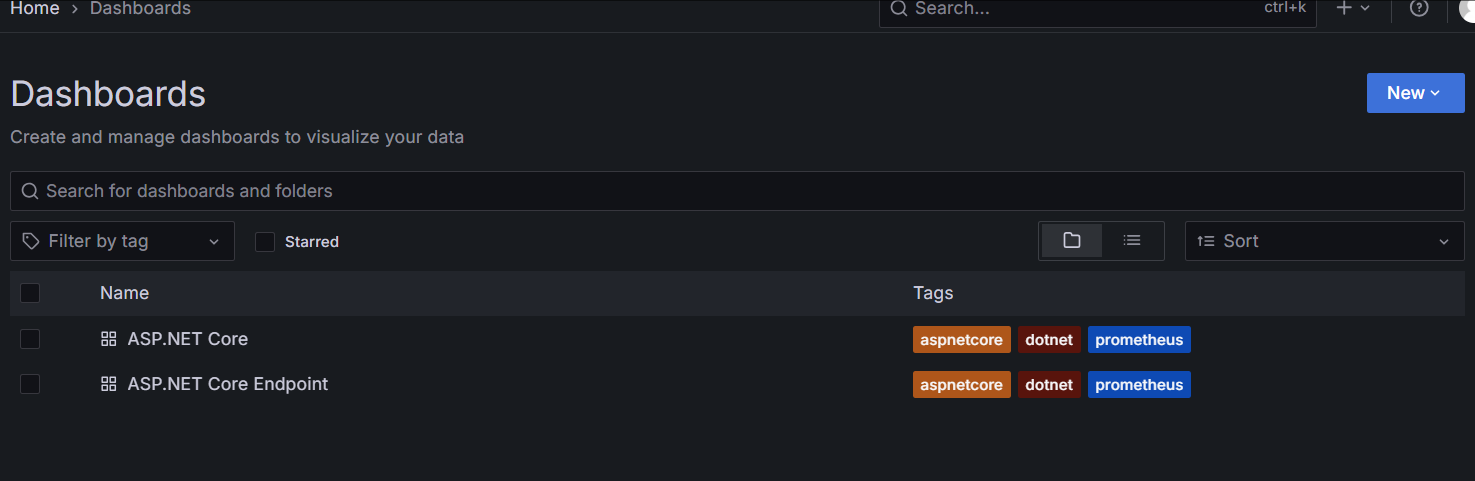 Home > Dashboards Search... ctrl+k
Dashboards
New
Create and manage dashboards to visualize your data
Search for dashboards and folders
Filter by tag Starred Sort
Name Tags
ASP.NET Core aspnetcore dotnet prometheus
ASP.NET Core Endpoint aspnetcore dotnet prometheus